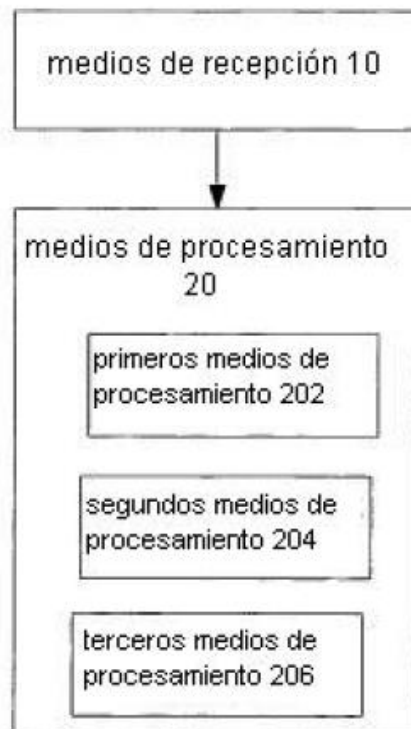 medios de recepción 10
medios de procesamiento
20
primeros medios de
procesamiento 202
segundos medios de
procesamiento 204
terceros medios de
procesamiento 206